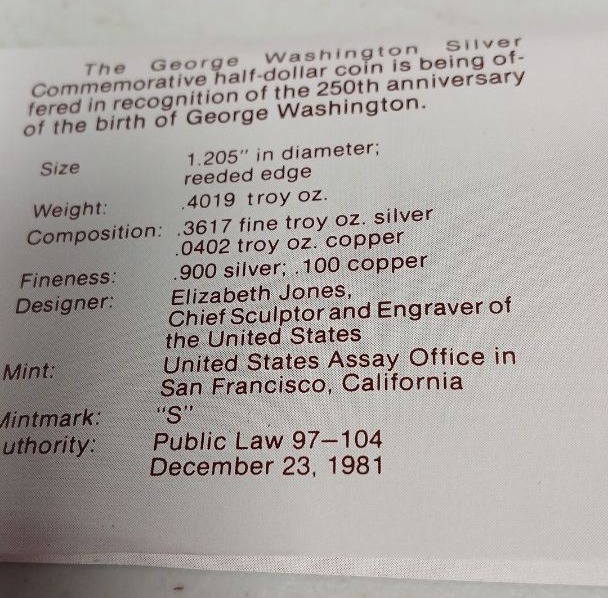 The George Washington Silver
Commemorative half-dollar coin is being of-
fered in recognition of the 250th anniversary
of the birth of George Washington.
Size 1.205" in diameter;
reeded edge
Weight: .4019 troy oz.
Composition: .3617 fine troy oz. silver
.0402 troy oz. copper
Fineness: .900 silver; .100 copper
Designer: Elizabeth Jones,
Chief Sculptor and Engraver of
the United States
Mint: United States Assay Office in
San Francisco, California
Mintmark: "S"
uthority: Public Law 97–104
December 23, 1981